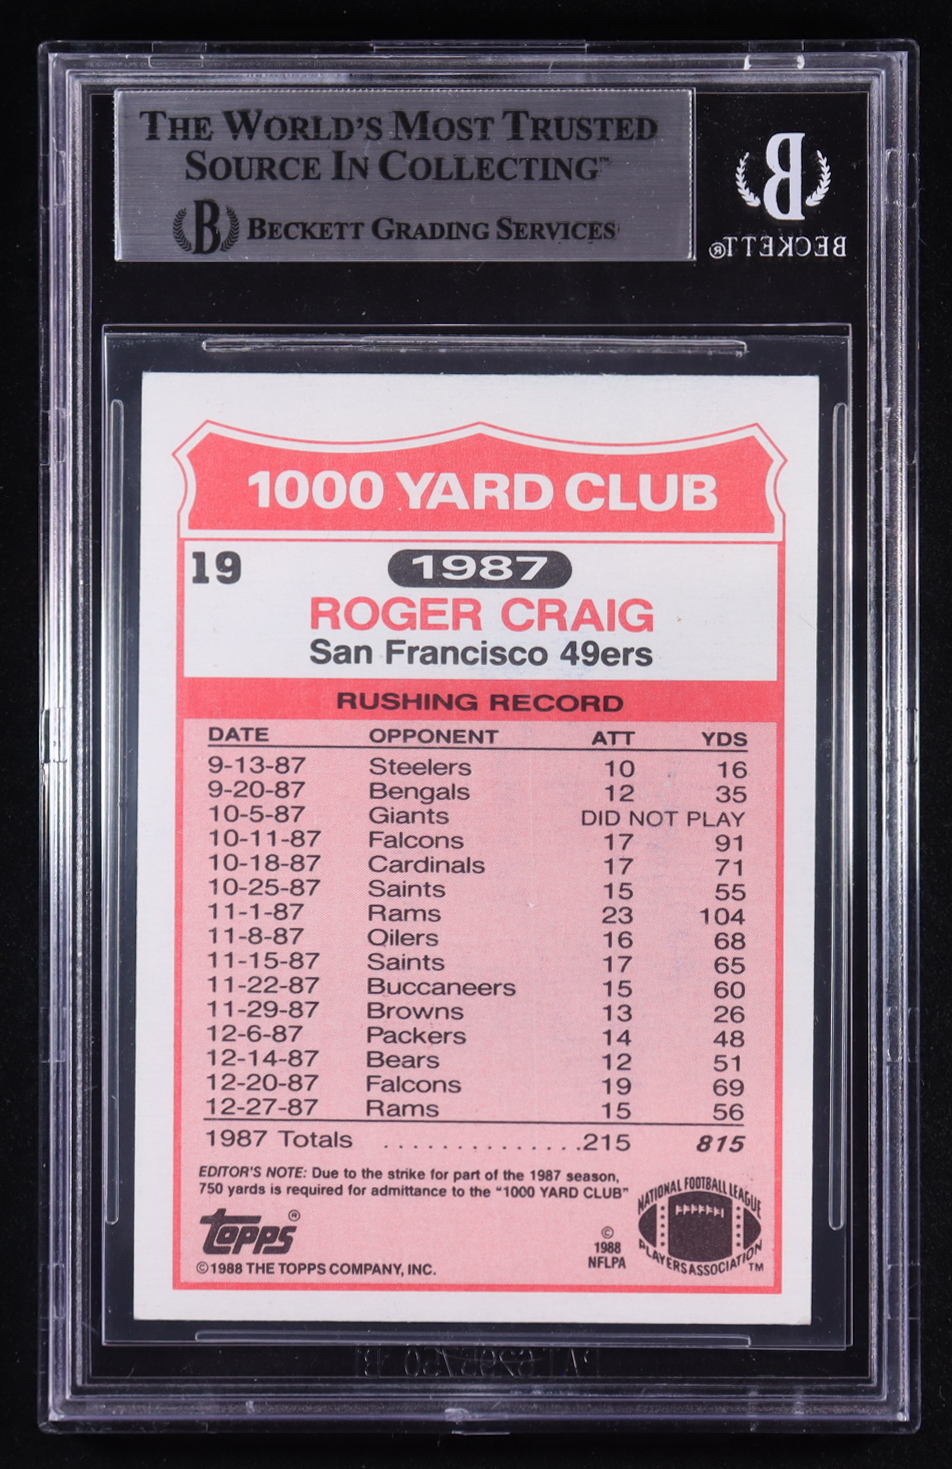 THE WORLD'S MOST TRUSTED
SOURCE IN COLLECTING™
B BECKETT GRADING SERVICES
B
BECKETT®
1000 YARD CLUB
19
1987
ROGER CRAIG
San Francisco 49ers
RUSHING RECORD
DATE OPPONENT ATT YDS
9-13-87 Steelers 10 16
9-20-87 Bengals 12 35
10-5-87 Giants DID NOT PLAY
10-11-87 Falcons 17 91
10-18-87 Cardinals 17 71
10-25-87 Saints 15 55
11-1-87 Rams 23 104
11-8-87 Oilers 16 68
11-15-87 Saints 17 65
11-22-87 Buccaneers 15 60
11-29-87 Browns 13 26
12-6-87 Packers 14 48
12-14-87 Bears 12 51
12-20-87 Falcons 19 69
12-27-87 Rams 15 56
1987 Totals ..............215 815
EDITOR'S NOTE: Due to the strike for part of the 1987 season,
750 yards is required for admittance to the "1000 YARD CLUB"
topps®
©1988 THE TOPPS COMPANY, INC.
©
1988
NFLPA
NATIONAL FOOTBALL LEAGUE
PLAYERS ASSOCIATION™